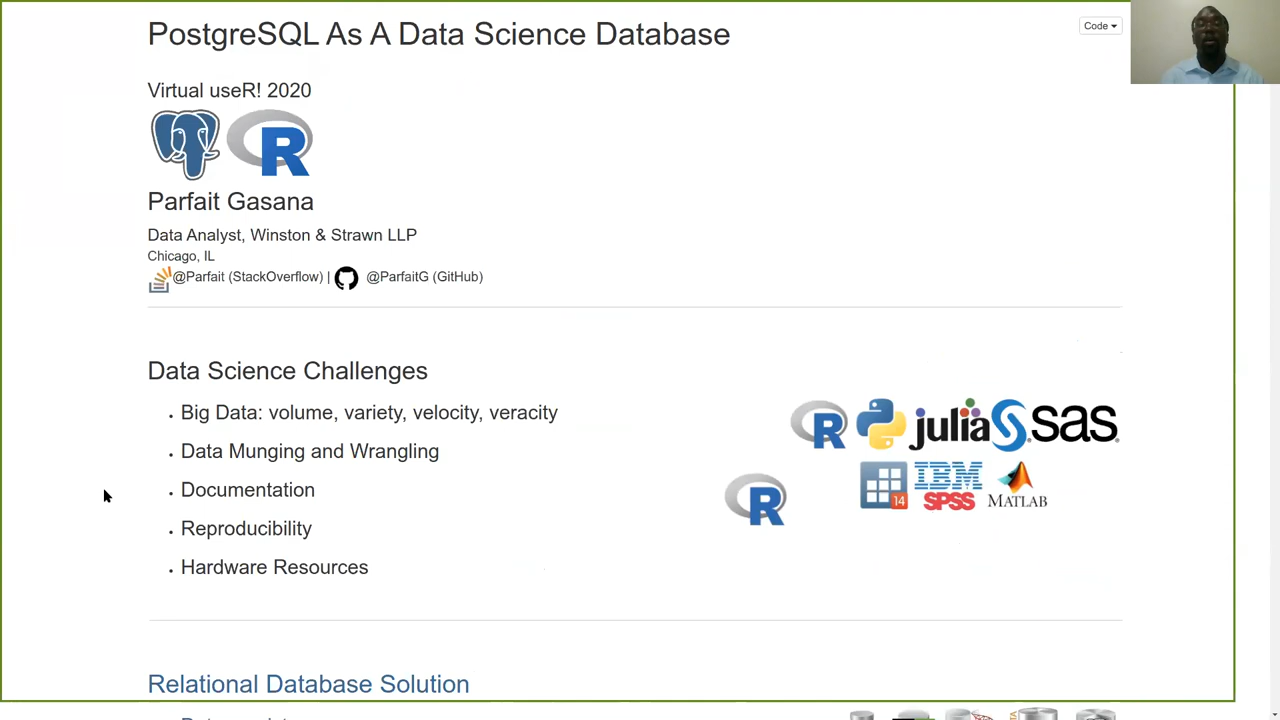 PostgreSQL As A Data Science Database
Code
Virtual useR! 2020
R
Parfait Gasana
Data Analyst, Winston & Strawn LLP
Chicago, IL
@Parfait (StackOverflow) | @ParfaitG (GitHub)
Data Science Challenges
• Big Data: volume, variety, velocity, veracity
• Data Munging and Wrangling
• Documentation
• Reproducibility
• Hardware Resources
R julia sas
R 14 IBM SPSS MATLAB
Relational Database Solution